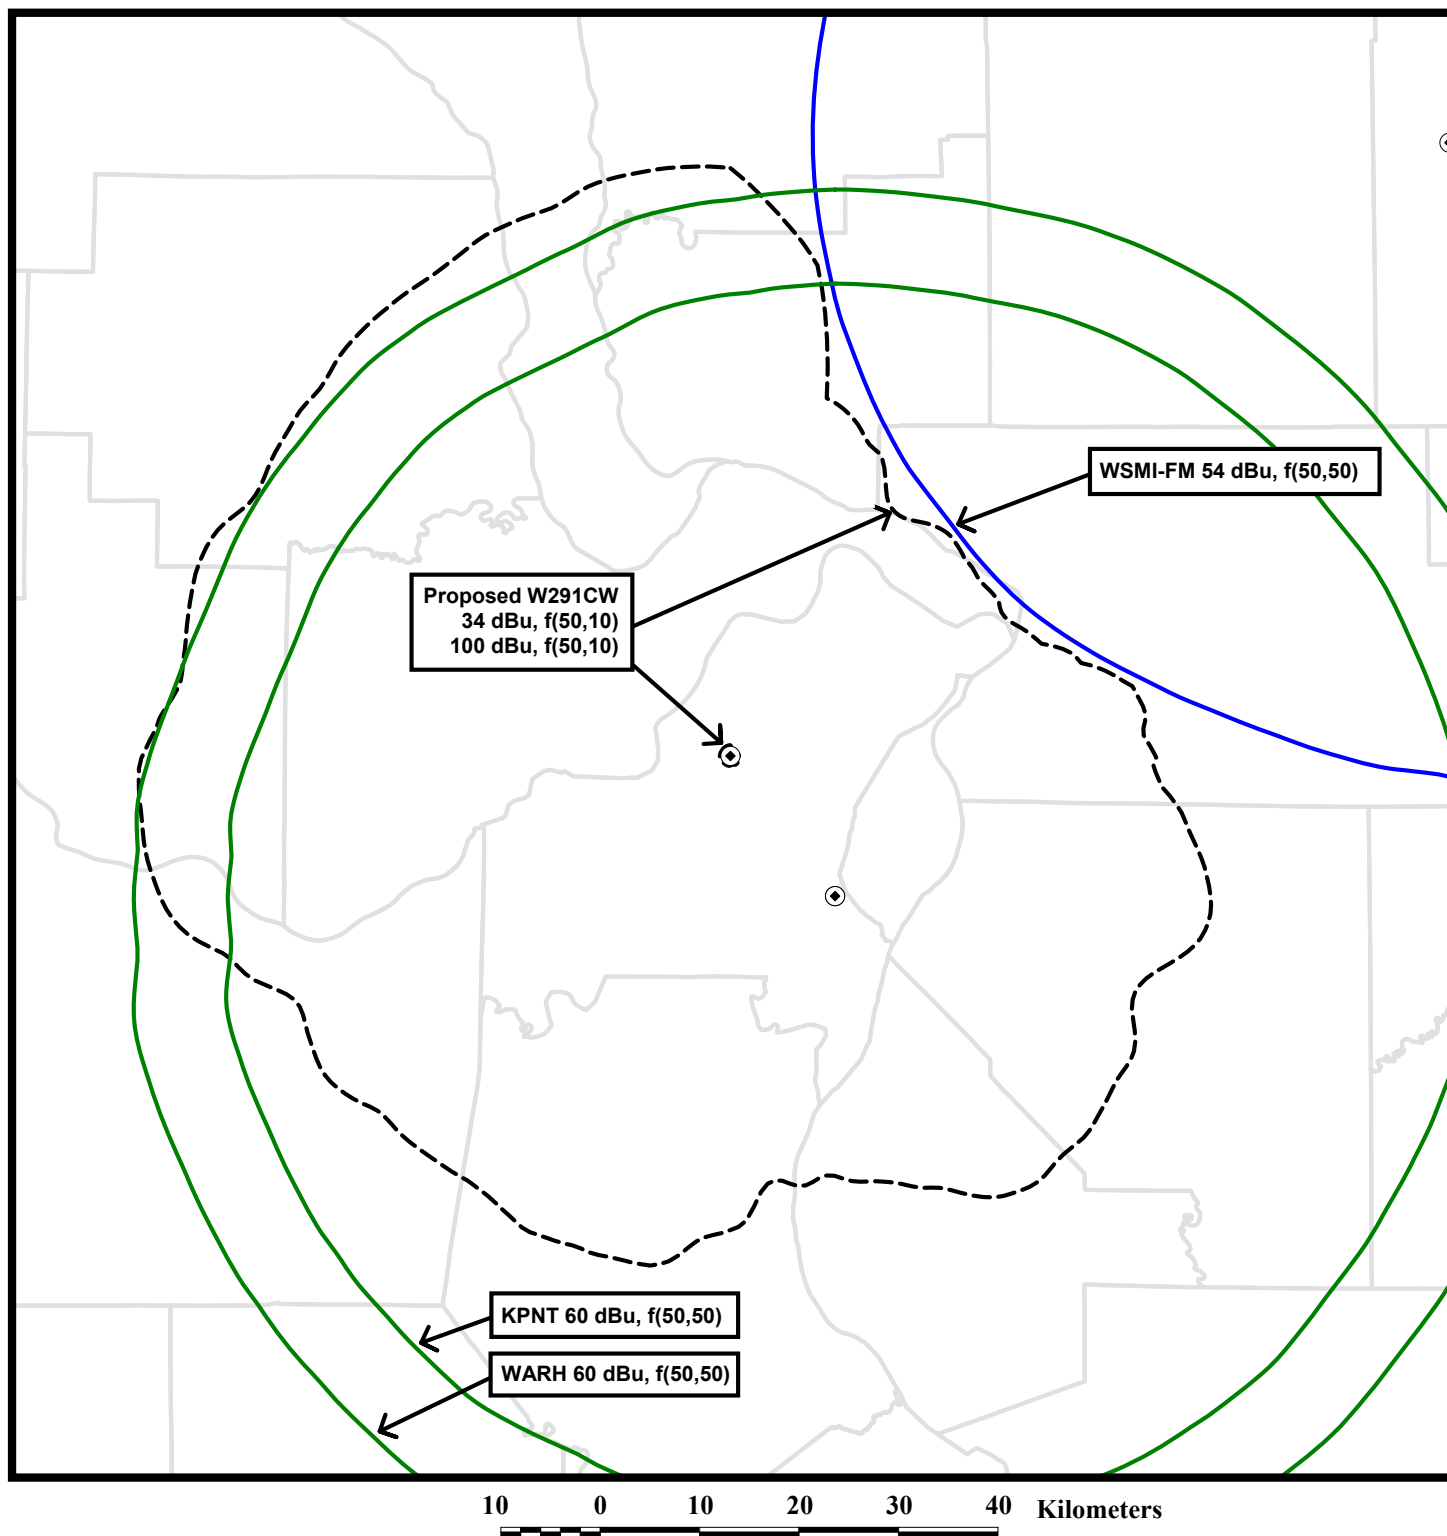 WSMI-FM 54 dBu, f(50,50)
Proposed W291CW
34 dBu, f(50,10)
100 dBu, f(50,10)
KPNT 60 dBu, f(50,50)
WARH 60 dBu, f(50,50)
10 0 10 20 30 40 Kilometers